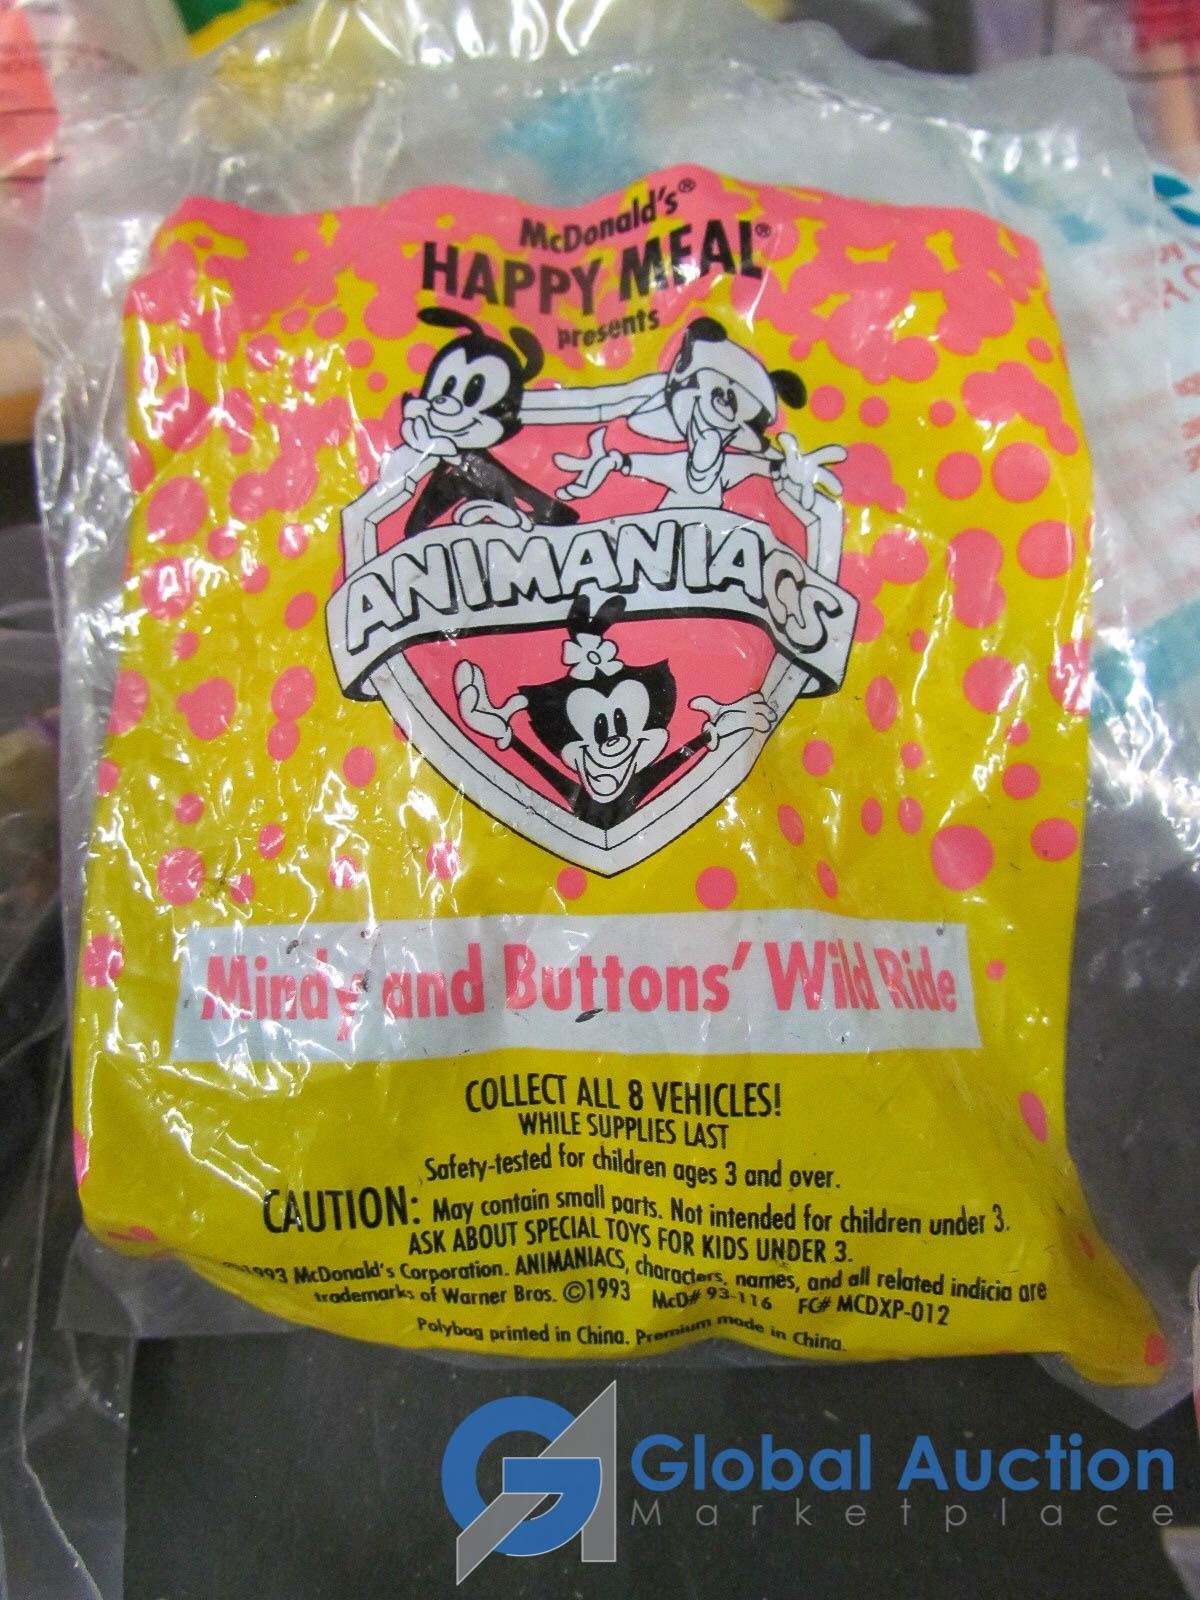 McDonald's®
HAPPY MEAL®
presents
ANIMANIACS
Mindy and Buttons' Wild Ride
COLLECT ALL 8 VEHICLES!
WHILE SUPPLIES LAST
Safety-tested for children ages 3 and over.
CAUTION: May contain small parts. Not intended for children under 3.
ASK ABOUT SPECIAL TOYS FOR KIDS UNDER 3.
©1993 McDonald's Corporation. ANIMANIACS, characters, names, and all related indicia are
trademarks of Warner Bros. ©1993 McD# 93-116 FC# MCDXP-012
Polybag printed in China. Premium made in China.
Global Auction
Marketplace